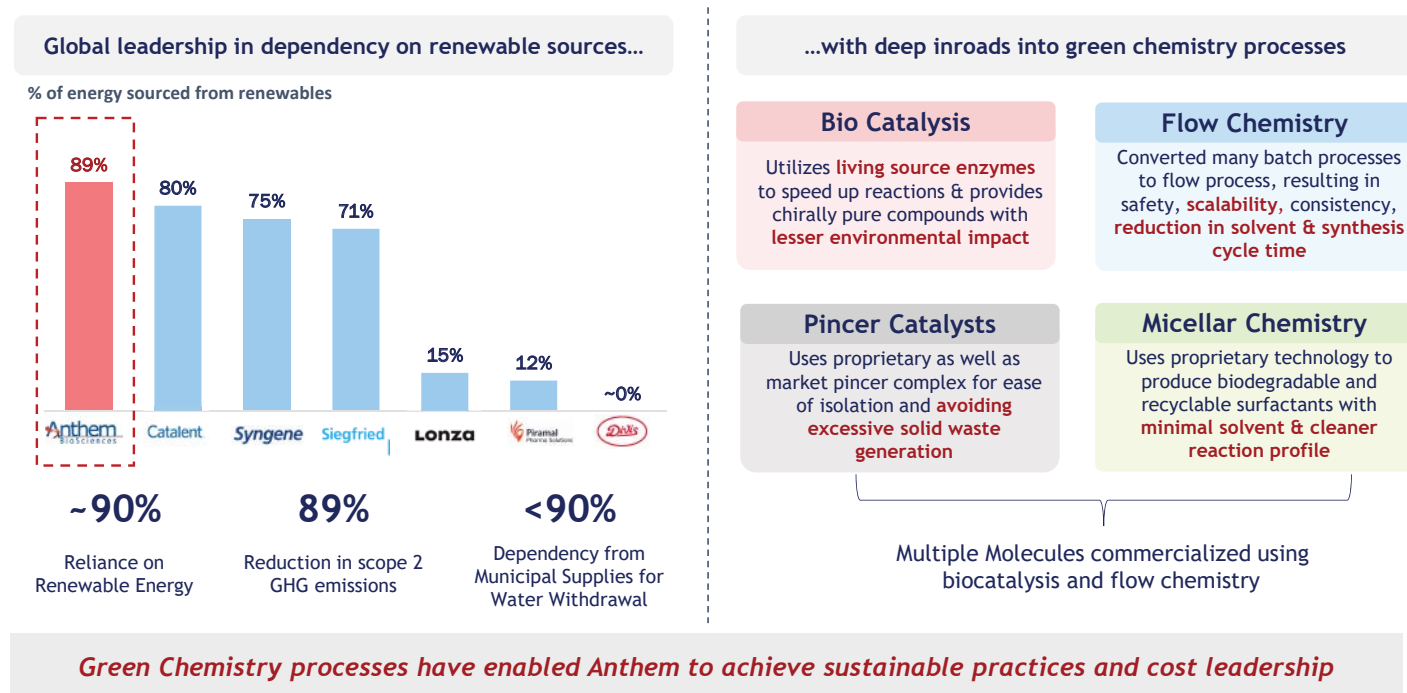 Global leadership in dependency on renewable sources…
% of energy sourced from renewables
89%
80%
75%
71%
15%
12%
~0%
Anthem
BioSciences
Catalent
Syngene
Siegfried
Lonza
Piramal
Pharma Solutions
Divi's
~90%
Reliance on
Renewable Energy
89%
Reduction in scope 2
GHG emissions
<90%
Dependency from
Municipal Supplies for
Water Withdrawal
…with deep inroads into green chemistry processes
Bio Catalysis
Utilizes living source enzymes
to speed up reactions & provides
chirally pure compounds with
lesser environmental impact
Flow Chemistry
Converted many batch processes
to flow process, resulting in
safety, scalability, consistency,
reduction in solvent & synthesis
cycle time
Pincer Catalysts
Uses proprietary as well as
market pincer complex for ease
of isolation and avoiding
excessive solid waste
generation
Micellar Chemistry
Uses proprietary technology to
produce biodegradable and
recyclable surfactants with
minimal solvent & cleaner
reaction profile
Multiple Molecules commercialized using
biocatalysis and flow chemistry
Green Chemistry processes have enabled Anthem to achieve sustainable practices and cost leadership